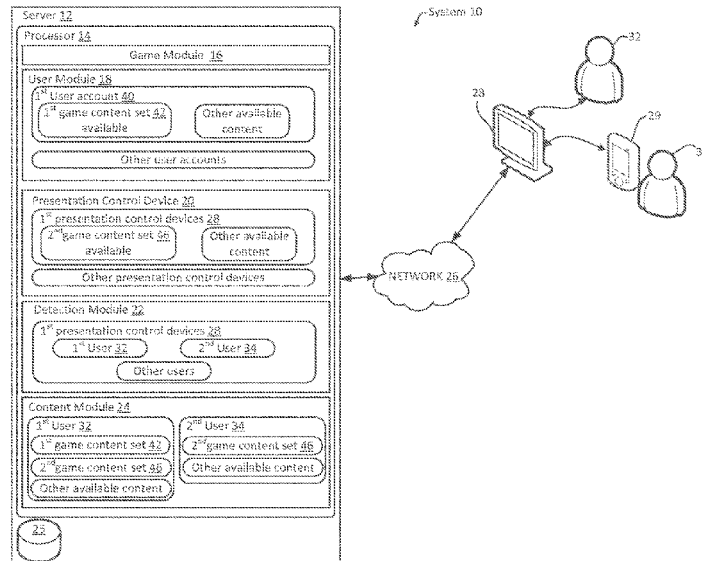 Server 12
System 10
Processor 14
Game Module 16
User Module 18
1st User account 40
1st game content set 42
available
Other available
content
Other user accounts
Presentation Control Device 20
1st presentation control devices 28
2nd game content set 46
available
Other available
content
Other presentation control devices
Detection Module 22
1st presentation control devices 28
1st User 32
2nd User 34
Other users
Content Module 24
1st User 32
1st game content set 42
2nd game content set 46
Other available content
2nd User 34
2nd game content set 46
Other available content
25
NETWORK 26
28
32
29
3